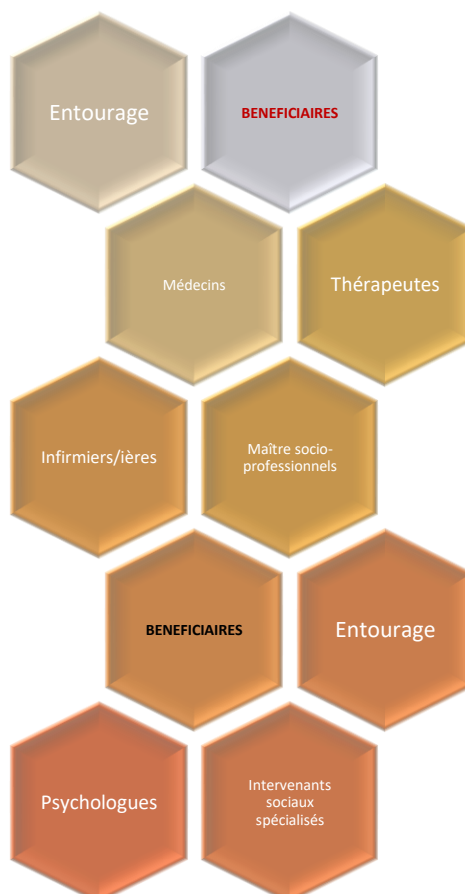 Entourage
BENEFICIAIRES
Médecins
Thérapeutes
Infirmiers/ières
Maître socio-
professionnels
BENEFICIAIRES
Entourage
Psychologues
Intervenants
sociaux
spécialisés